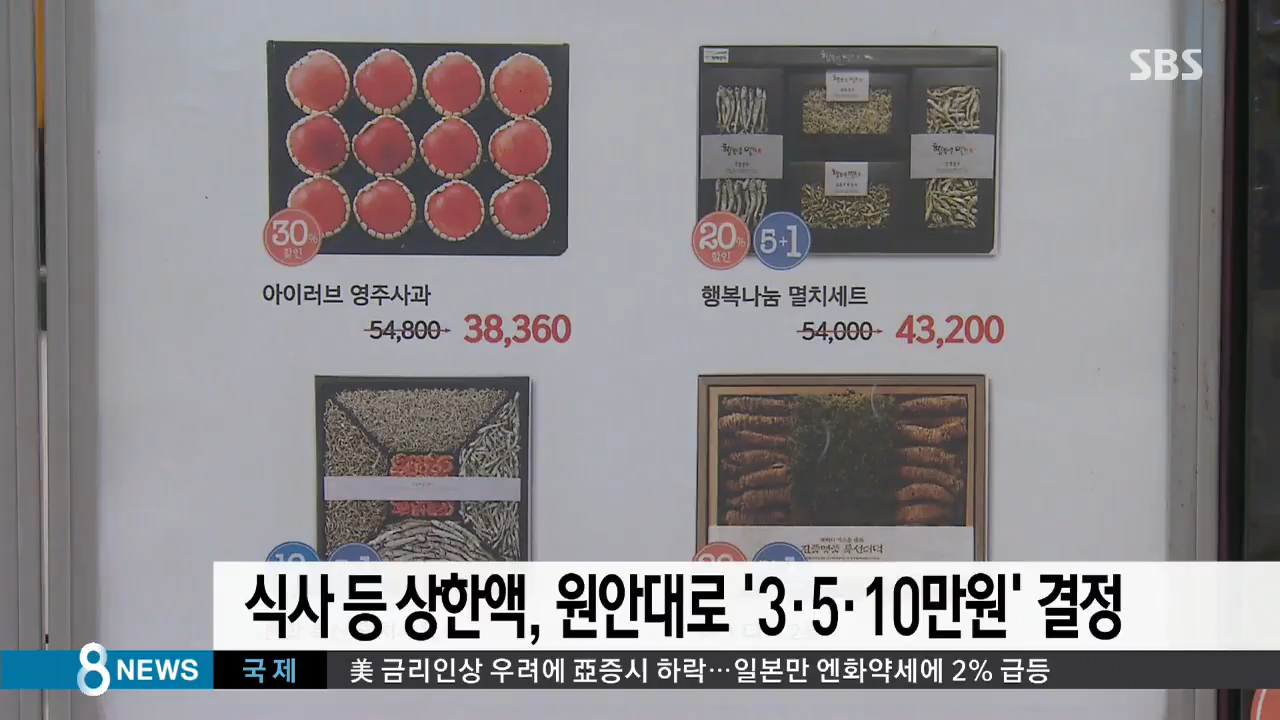 SBS
30%
할인
20%
할인
5+1
아이러브 영주사과
54,800 38,360
행복나눔 멸치세트
54,000 43,200
식사 등 상한액, 원안대로 '3·5·10만원' 결정
8 NEWS
국 제
美 금리인상 우려에 亞증시 하락…일본만 엔화약세에 2% 급등